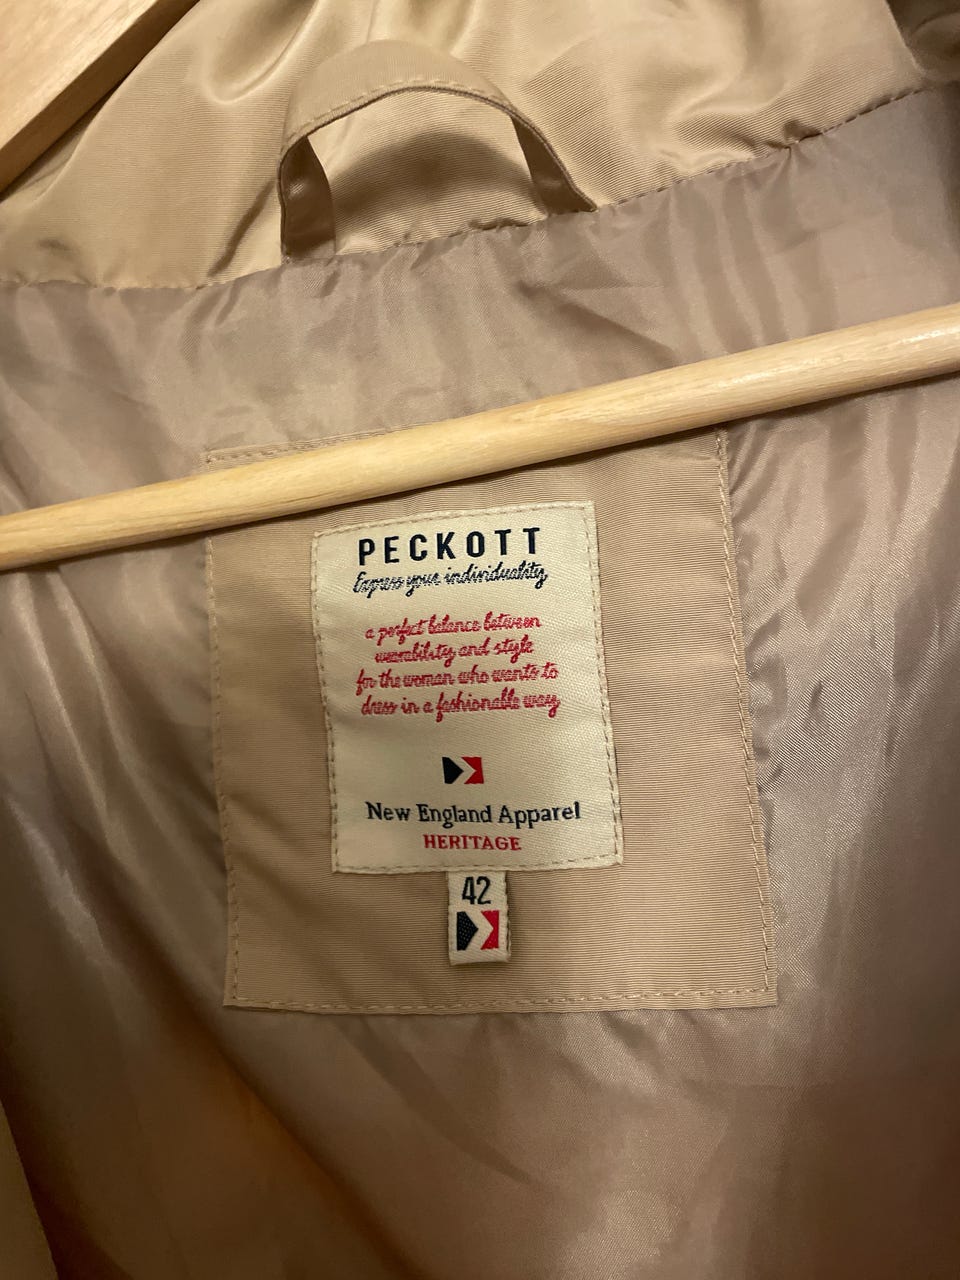 PECKOTT
Express your individuality
a perfect balance between
wearability and style
for the woman who wants to
dress in a fashionable way
New England Apparel
HERITAGE
42